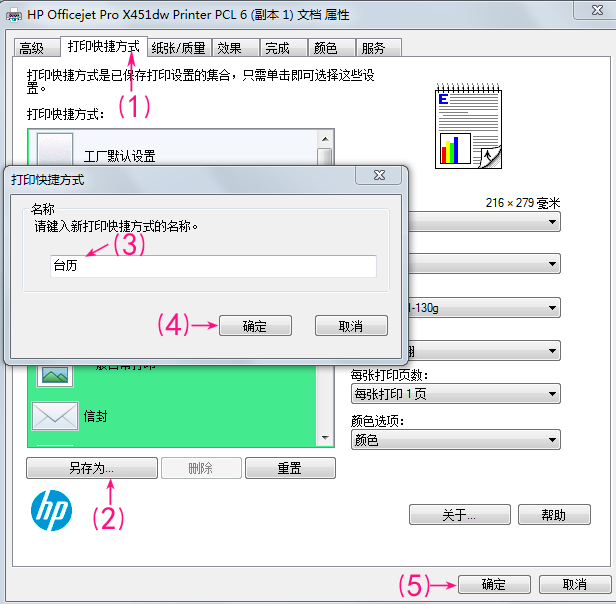 HP Officejet Pro X451dw Printer PCL 6 (副本 1) 文档 属性
高级 打印快捷方式 纸张/质量 效果 完成 颜色 服务
打印快捷方式是已保存打印设置的集合，只需单击即可选择这些设
置。
(1)
打印快捷方式：
工厂默认设置
E
216 × 279 毫米
打印快捷方式
名称
请键入新打印快捷方式的名称。
(3)
台历
(4) 确定 取消
-130g
一般日常打印
每张打印页数：
每张打印 1 页
信封
颜色选项：
颜色
另存为... 删除 重置
(2)
hp
关于... 帮助
(5) 确定 取消